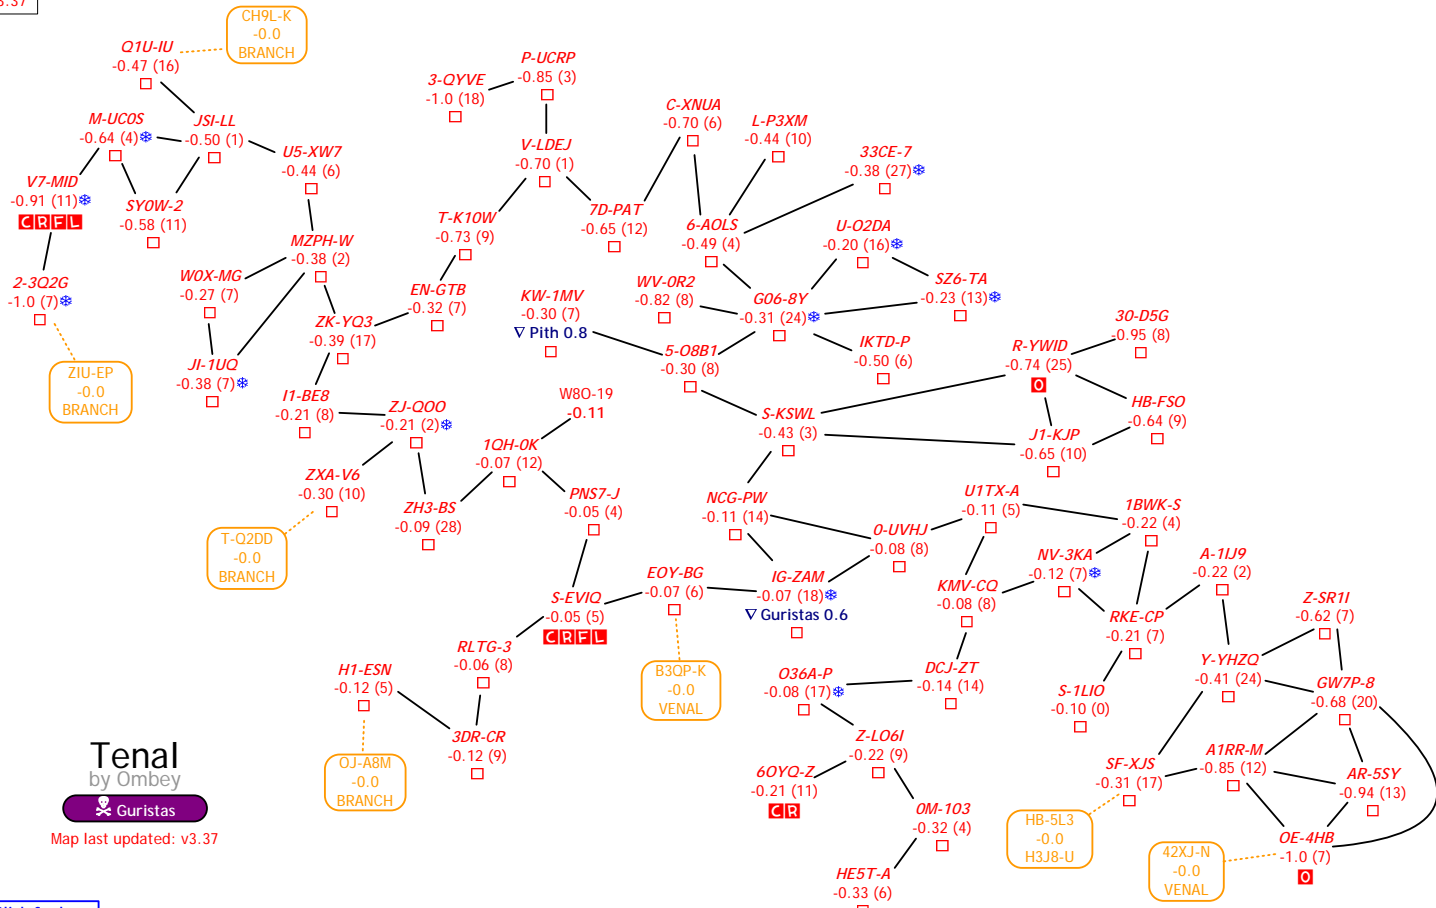 CH9L-K
-0.0
BRANCH
Q1U-IU
-0.47 (16)
P-UCRP
-0.85 (3)
3-QYVE
-1.0 (18)
C-XNUA
-0.70 (6)
L-P3XM
-0.44 (10)
M-UC0S
-0.64 (4)
JSI-LL
-0.50 (1)
U5-XW7
-0.44 (6)
V-LDEJ
-0.70 (1)
33CE-7
-0.38 (27)
V7-MID
-0.91 (11)
C R F L
SY0W-2
-0.58 (11)
T-K10W
-0.73 (9)
7D-PAT
-0.65 (12)
6-AOLS
-0.49 (4)
U-O2DA
-0.20 (16)
MZPH-W
-0.38 (2)
W0X-MG
-0.27 (7)
2-3Q2G
-1.0 (7)
EN-GTB
-0.32 (7)
KW-1MV
-0.30 (7)
∇ Pith 0.8
WV-0R2
-0.82 (8)
G06-8Y
-0.31 (24)
SZ6-TA
-0.23 (13)
ZK-YQ3
-0.39 (17)
30-D5G
-0.95 (8)
5-O8B1
-0.30 (8)
IKTD-P
-0.50 (6)
R-YWID
-0.74 (25)
O
ZIU-EP
-0.0
BRANCH
JI-1UQ
-0.38 (7)
I1-BE8
-0.21 (8)
ZJ-QOO
-0.21 (2)
W8O-19
-0.11
S-KSWL
-0.43 (3)
HB-FSO
-0.64 (9)
J1-KJP
-0.65 (10)
1QH-0K
-0.07 (12)
ZXA-V6
-0.30 (10)
ZH3-BS
-0.09 (28)
PNS7-J
-0.05 (4)
NCG-PW
-0.11 (14)
U1TX-A
-0.11 (5)
1BWK-S
-0.22 (4)
T-Q2DD
-0.0
BRANCH
0-UVHJ
-0.08 (8)
NV-3KA
-0.12 (7)
A-1IJ9
-0.22 (2)
EOY-BG
-0.07 (6)
IG-ZAM
-0.07 (18)
∇ Guristas 0.6
KMV-CQ
-0.08 (8)
S-EVIQ
-0.05 (5)
C R F L
RKE-CP
-0.21 (7)
Z-SR1I
-0.62 (7)
RLTG-3
-0.06 (8)
H1-ESN
-0.12 (5)
B3QP-K
-0.0
VENAL
O36A-P
-0.08 (17)
DCJ-ZT
-0.14 (14)
S-1LIO
-0.10 (0)
Y-YHZQ
-0.41 (24)
GW7P-8
-0.68 (20)
3DR-CR
-0.12 (9)
Z-LO6I
-0.22 (9)
OJ-A8M
-0.0
BRANCH
6OYQ-Z
-0.21 (11)
C R
SF-XJS
-0.31 (17)
A1RR-M
-0.85 (12)
AR-5SY
-0.94 (13)
0M-103
-0.32 (4)
HB-5L3
-0.0
H3J8-U
OE-4HB
-1.0 (7)
O
42XJ-N
-0.0
VENAL
HE5T-A
-0.33 (6)
Tenal
by Ombey
Guristas
Map last updated: v3.37